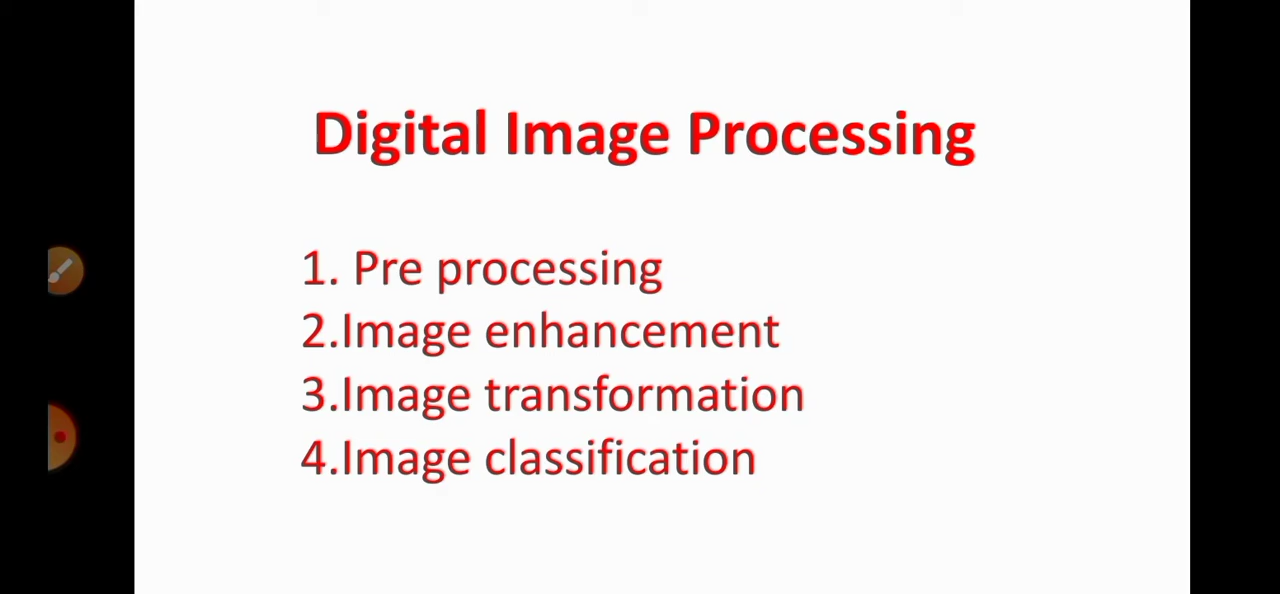 Digital Image Processing
1. Pre processing
2.Image enhancement
3.Image transformation
4.Image classification